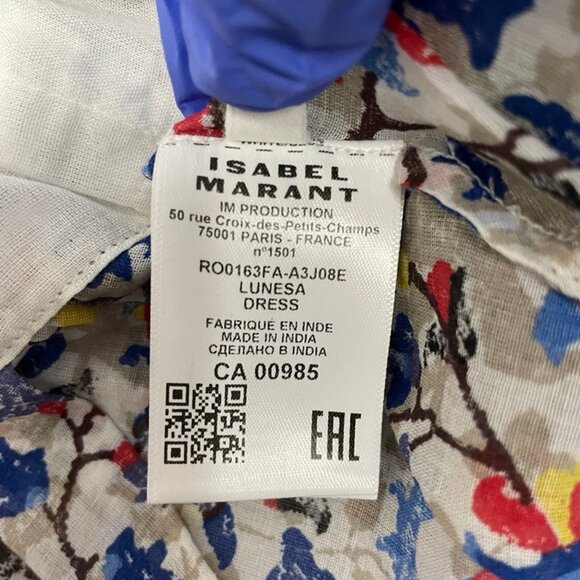 ISABEL
MARANT
IM PRODUCTION
50 rue Croix-des-Petits-Champs
75001 PARIS - FRANCE
n°1501
RO0163FA-A3J08E
LUNESA
DRESS
FABRIQUE EN INDE
MADE IN INDIA
СДЕЛАНО В INDIA
CA 00985
EAC